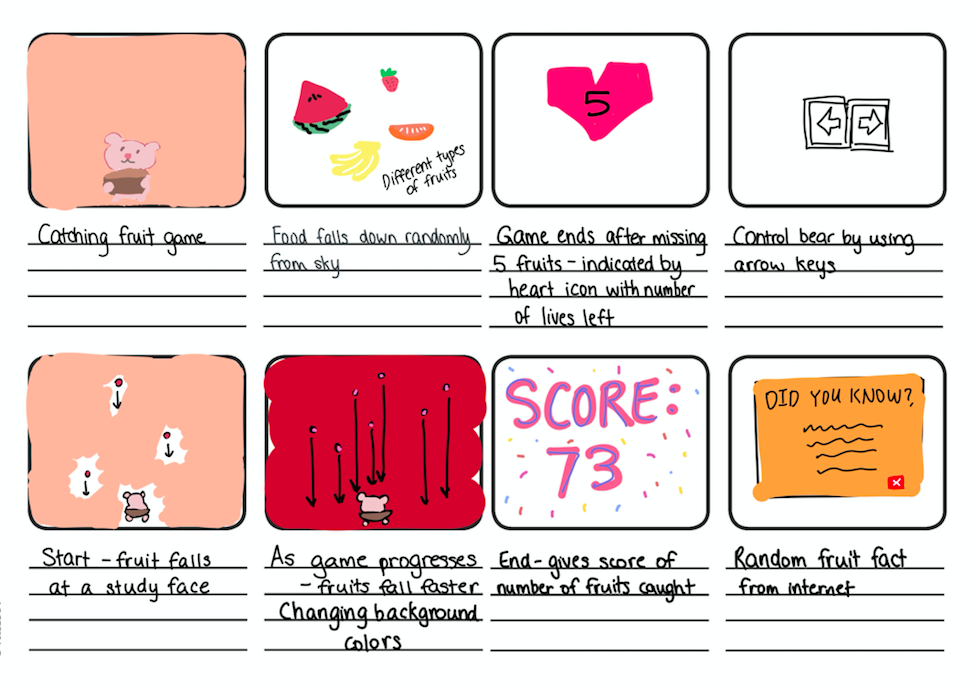 Different types
of fruits
5
Catching fruit game
Food falls down randomly
from sky
Game ends after missing
5 fruits - indicated by
heart icon with number
of lives left
Control bear by using
arrow keys
SCORE:
73
DID YOU KNOW?
Start - fruit falls
at a study face
As game progresses
- fruits fall faster
Changing background
colors
End - gives score of
number of fruits caught
Random fruit fact
from internet